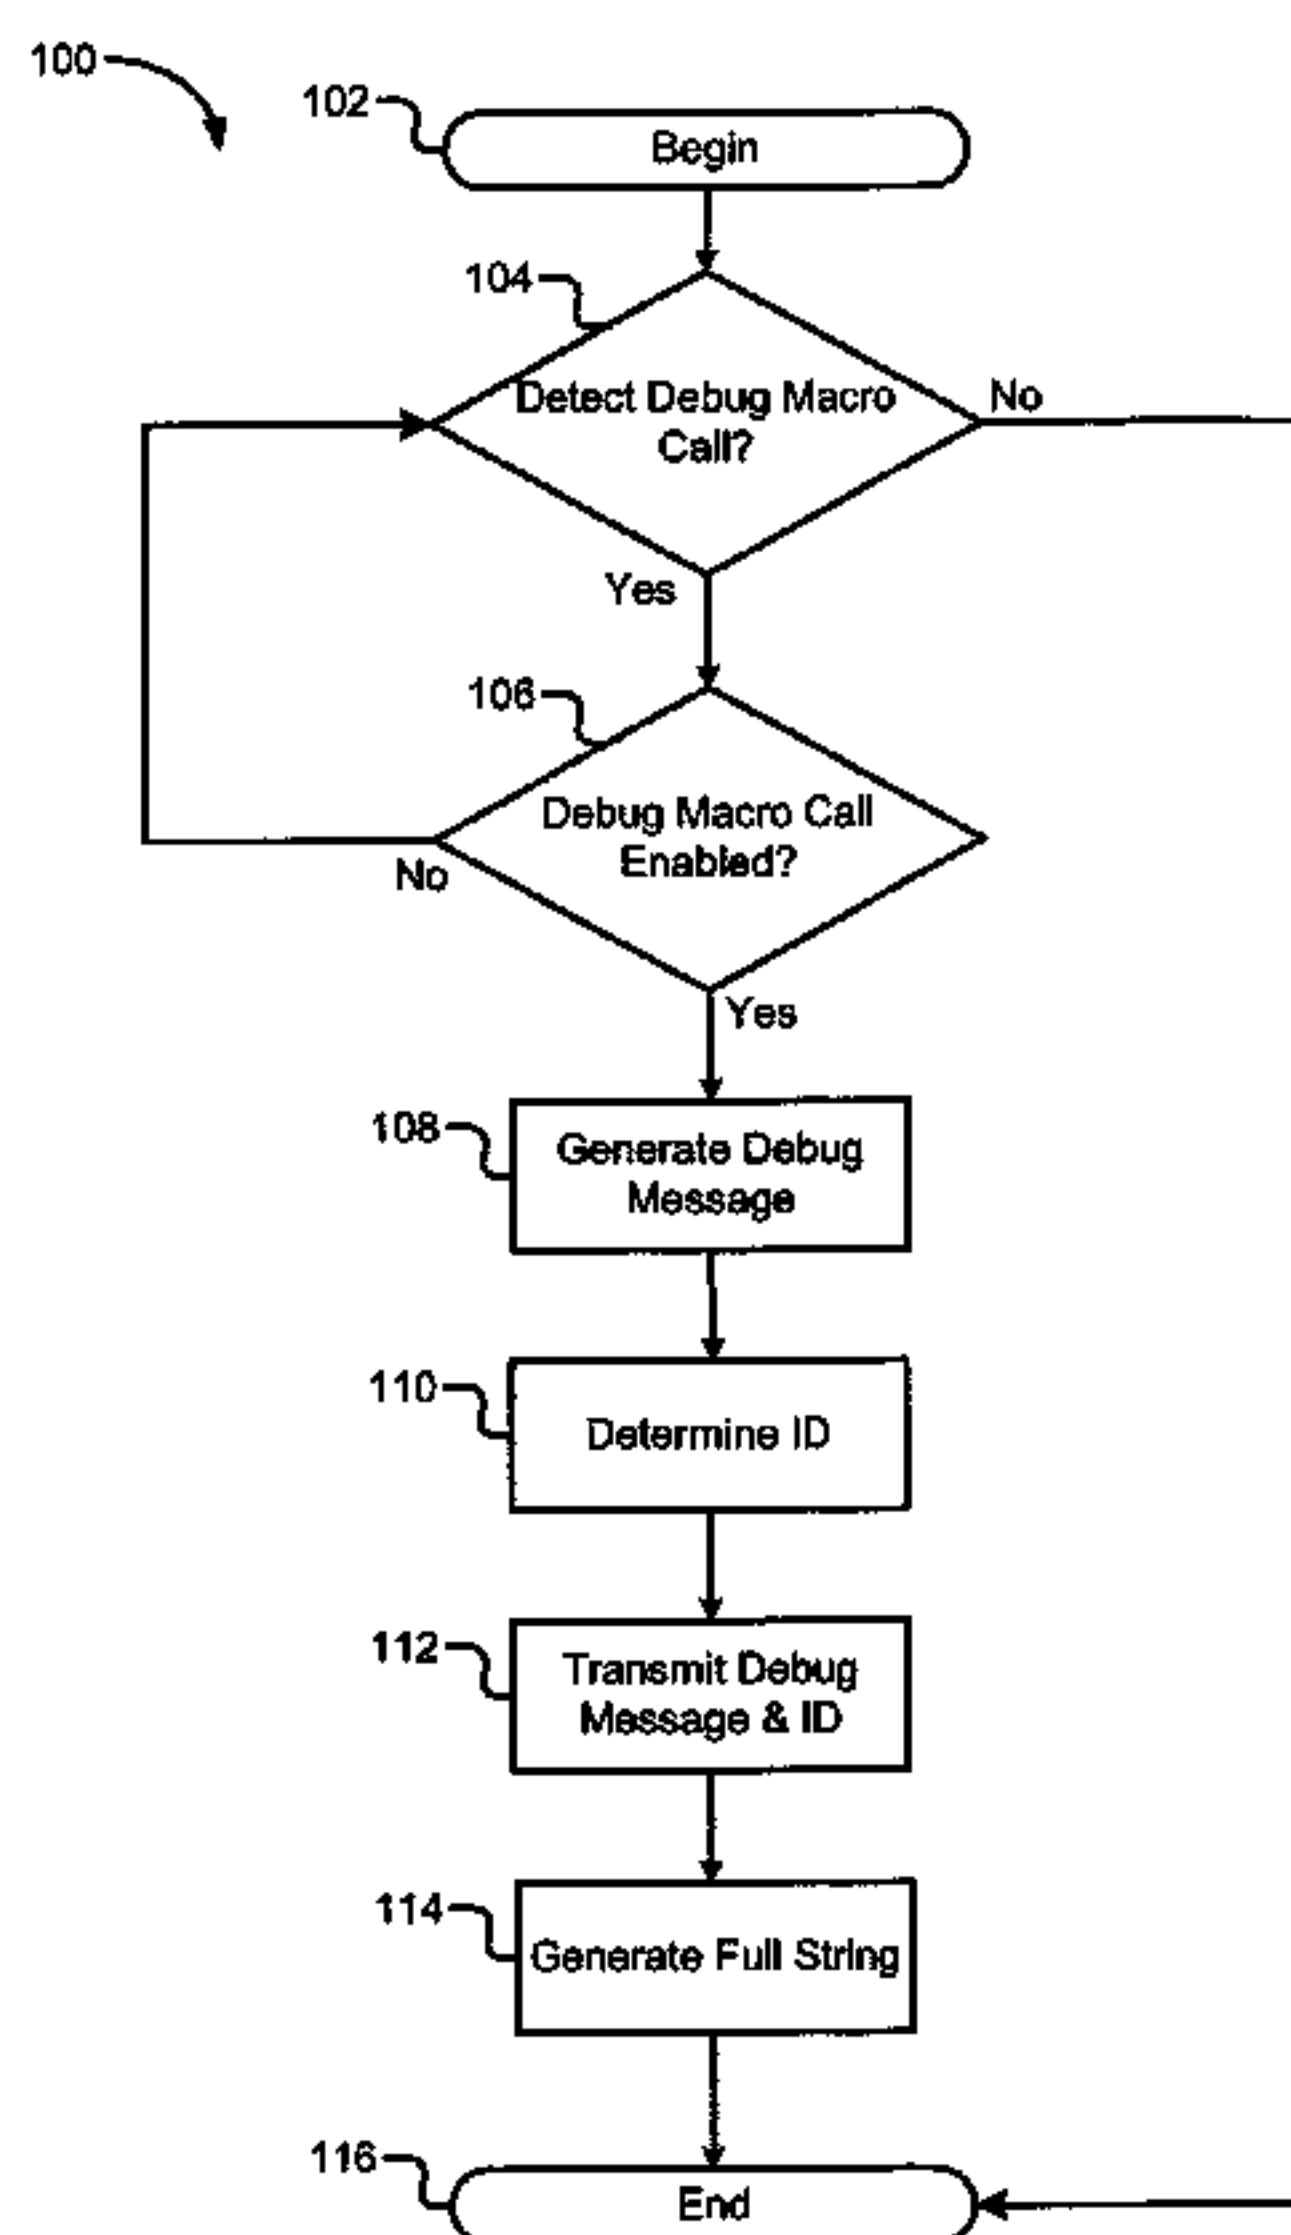 100
102
Begin
104
Detect Debug Macro
Call?
No
Yes
106
Debug Macro Call
Enabled?
No
Yes
108
Generate Debug
Message
110
Determine ID
112
Transmit Debug
Message & ID
114
Generate Full String
116
End